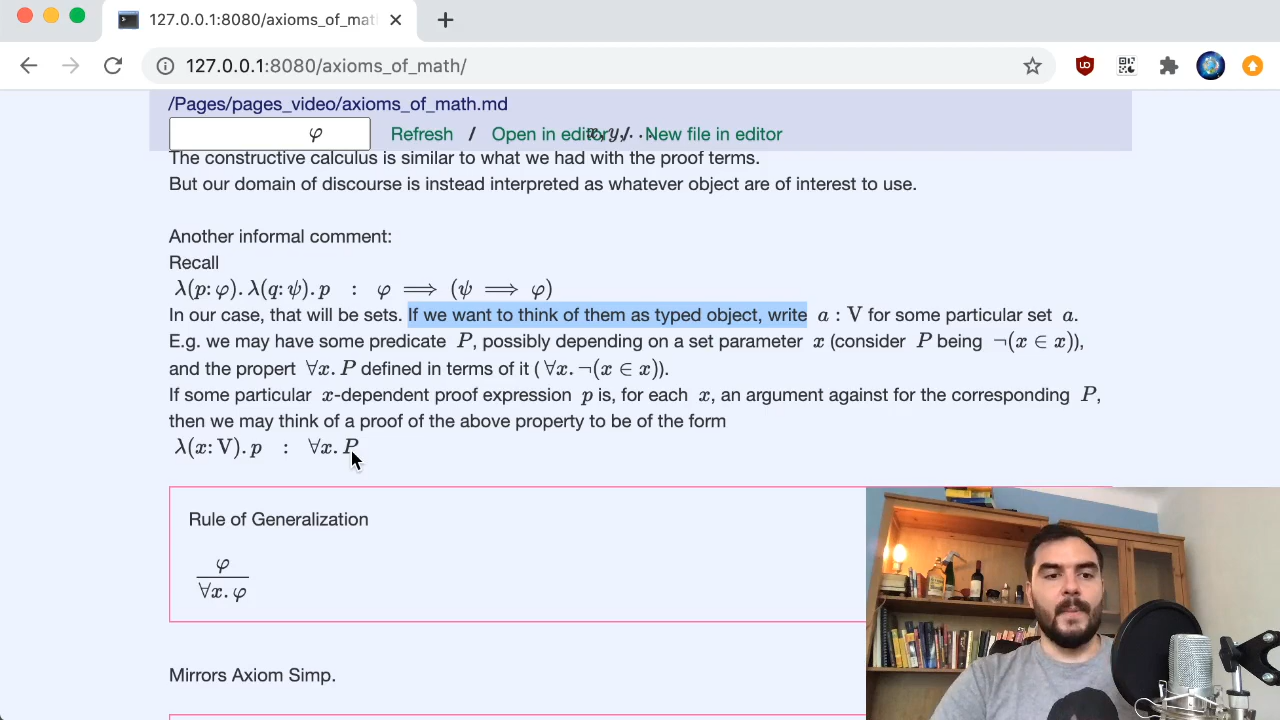 127.0.0.1:8080/axioms_of_mat
127.0.0.1:8080/axioms_of_math/
/Pages/pages_video/axioms_of_math.md
φ Refresh / Open in editor / New file in editor
x, y, . . .
The constructive calculus is similar to what we had with the proof terms.
But our domain of discourse is instead interpreted as whatever object are of interest to use.
Another informal comment:
Recall
λ(p: φ). λ(q: ψ). p : φ ⟹ (ψ ⟹ φ)
In our case, that will be sets. If we want to think of them as typed object, write a : V for some particular set a.
E.g. we may have some predicate P, possibly depending on a set parameter x (consider P being ¬(x ∈ x)),
and the propert ∀x. P defined in terms of it ( ∀x. ¬(x ∈ x)).
If some particular x-dependent proof expression p is, for each x, an argument against for the corresponding P,
then we may think of a proof of the above property to be of the form
λ(x: V). p : ∀x. P
Rule of Generalization
φ
∀x. φ
Mirrors Axiom Simp.